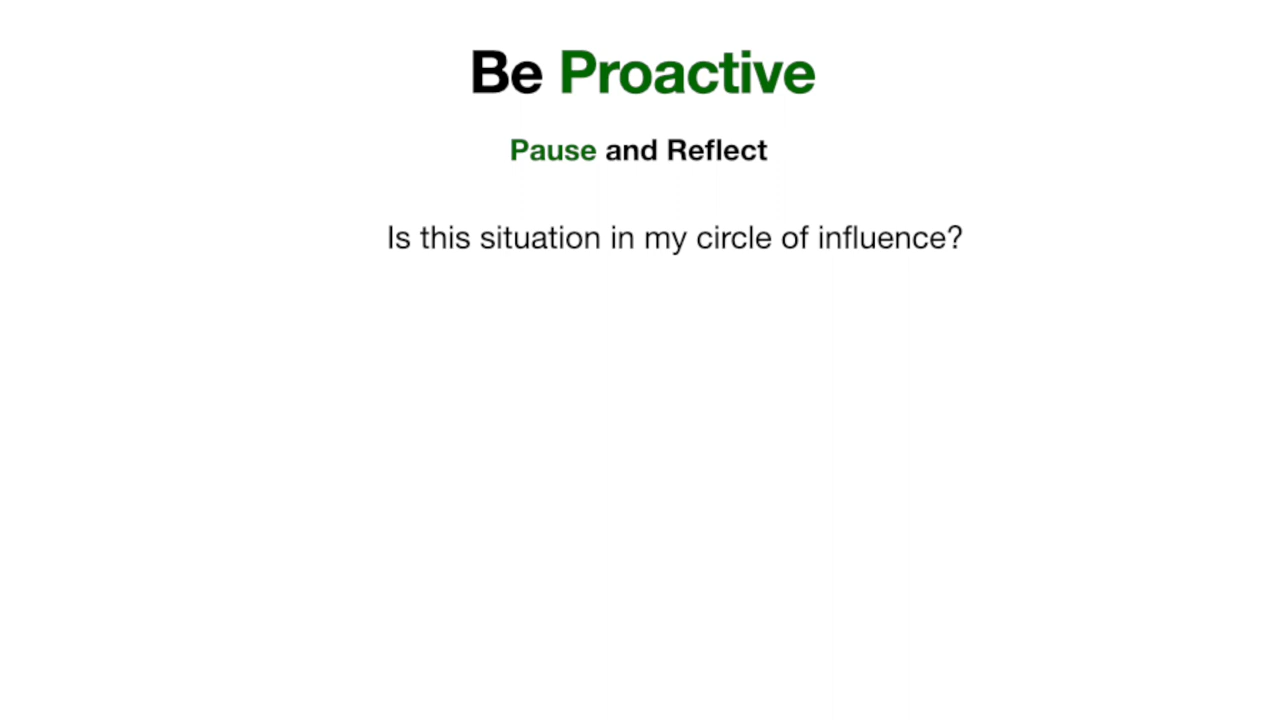 Be Proactive
Pause and Reflect
Is this situation in my circle of influence?